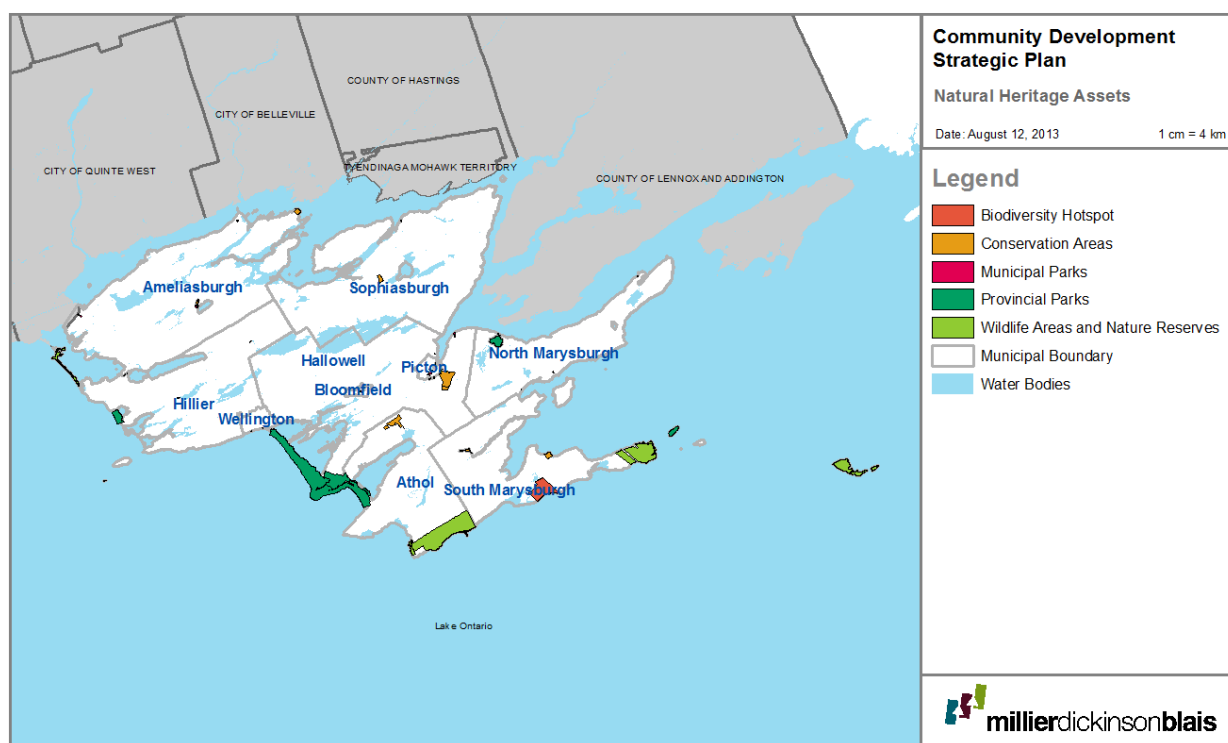 COUNTY OF HASTINGS
CITY OF BELLEVILLE
CITY OF QUINTE WEST
TYENDINAGA MOHAWK TERRITORY
COUNTY OF LENNOX AND ADDINGTON
Ameliasburgh
Sophiasburgh
Hallowell
Picton
North Marysburgh
Bloomfield
Hillier
Wellington
Athol
South Marysburgh
Lake Ontario
Community Development
Strategic Plan
Natural Heritage Assets
Date: August 12, 2013 1 cm = 4 km
Legend
Biodiversity Hotspot
Conservation Areas
Municipal Parks
Provincial Parks
Wildlife Areas and Nature Reserves
Municipal Boundary
Water Bodies
millierdickinsonblais